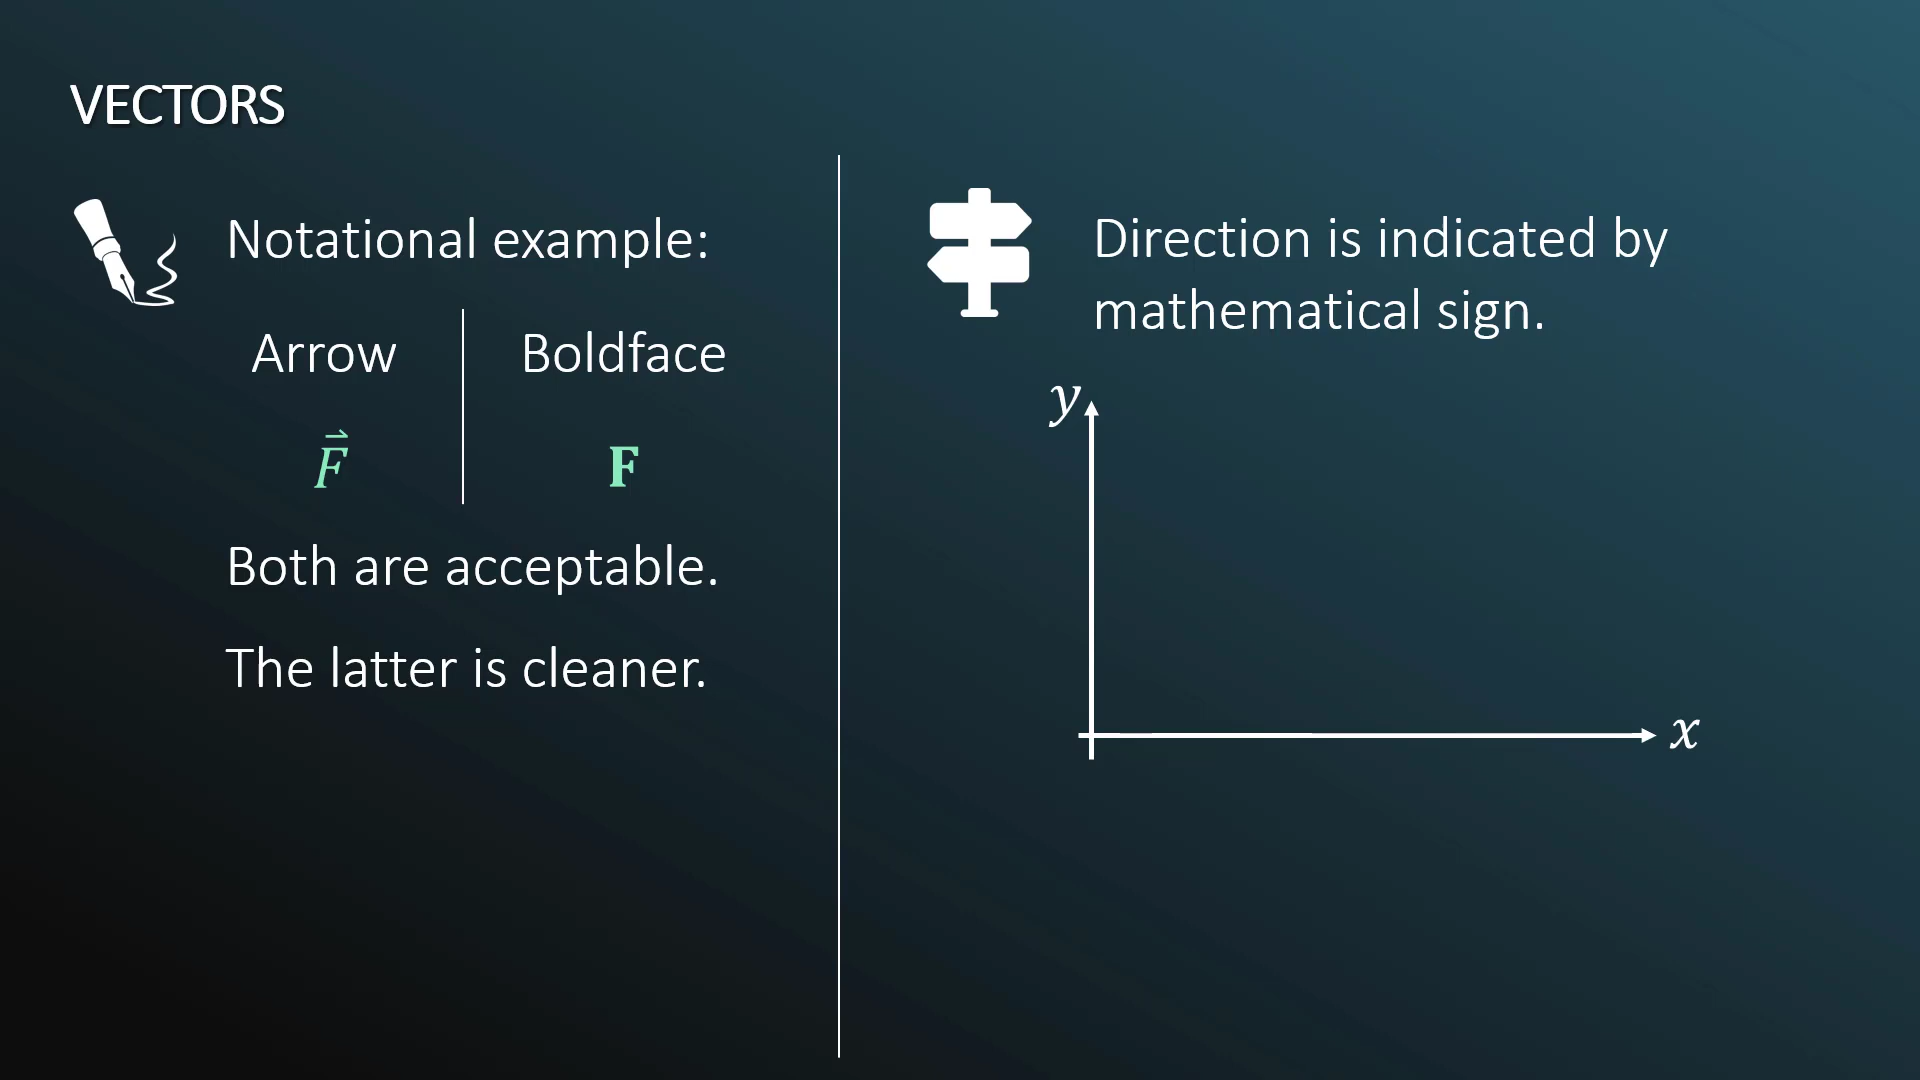 VECTORS
Notational example:
Arrow
Boldface
F⃗
F
Both are acceptable.
The latter is cleaner.
Direction is indicated by
mathematical sign.
y
x